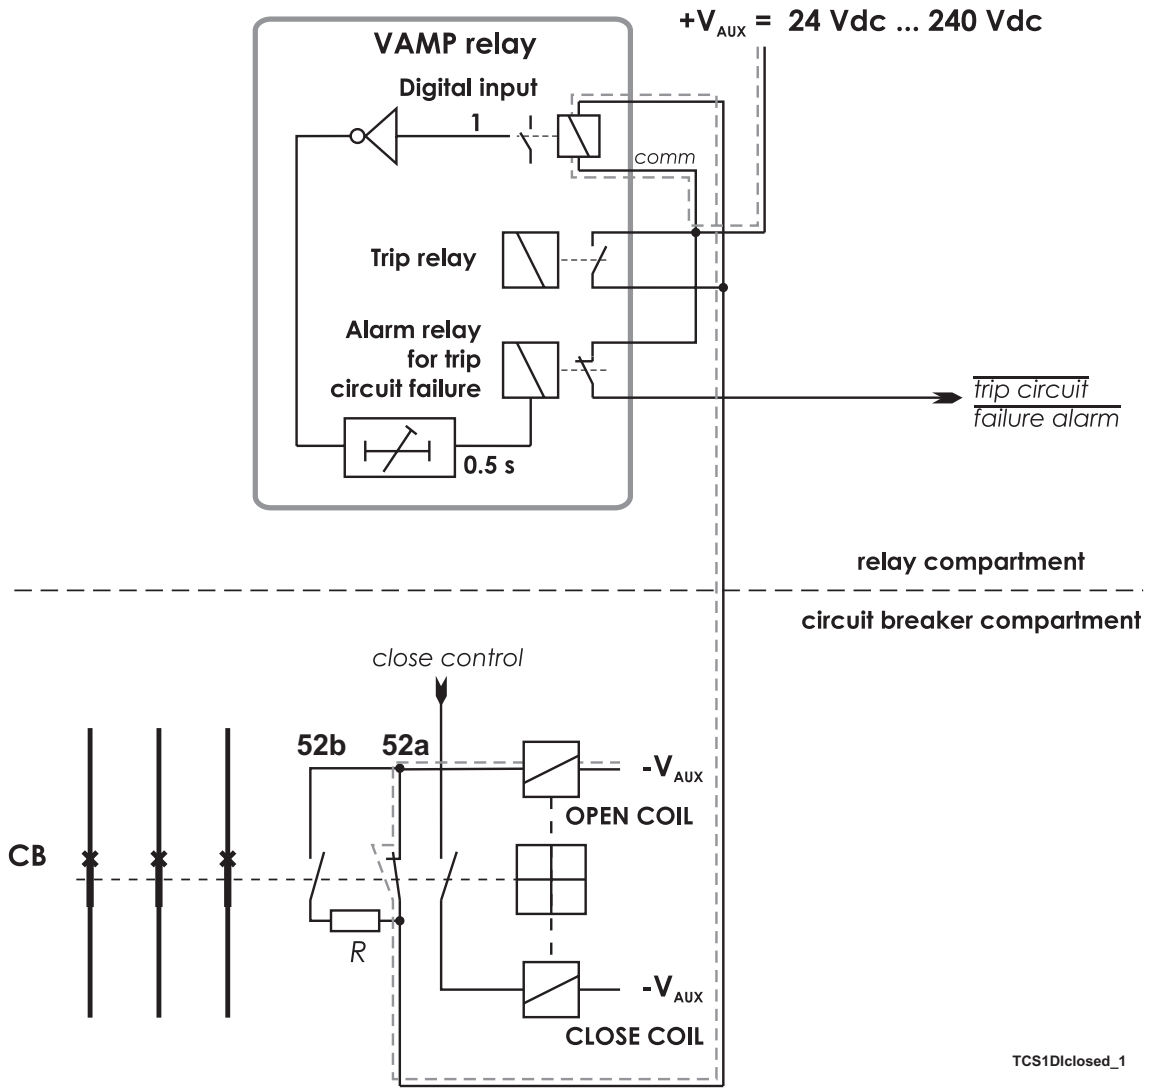 +VAUX = 24 Vdc ... 240 Vdc
VAMP relay
Digital input
1
comm
Trip relay
Alarm relay
for trip
circuit failure
0.5 s
trip circuit
failure alarm
relay compartment
circuit breaker compartment
close control
52b
52a
-VAUX
OPEN COIL
CB
R
-VAUX
CLOSE COIL
TCS1DIclosed_1